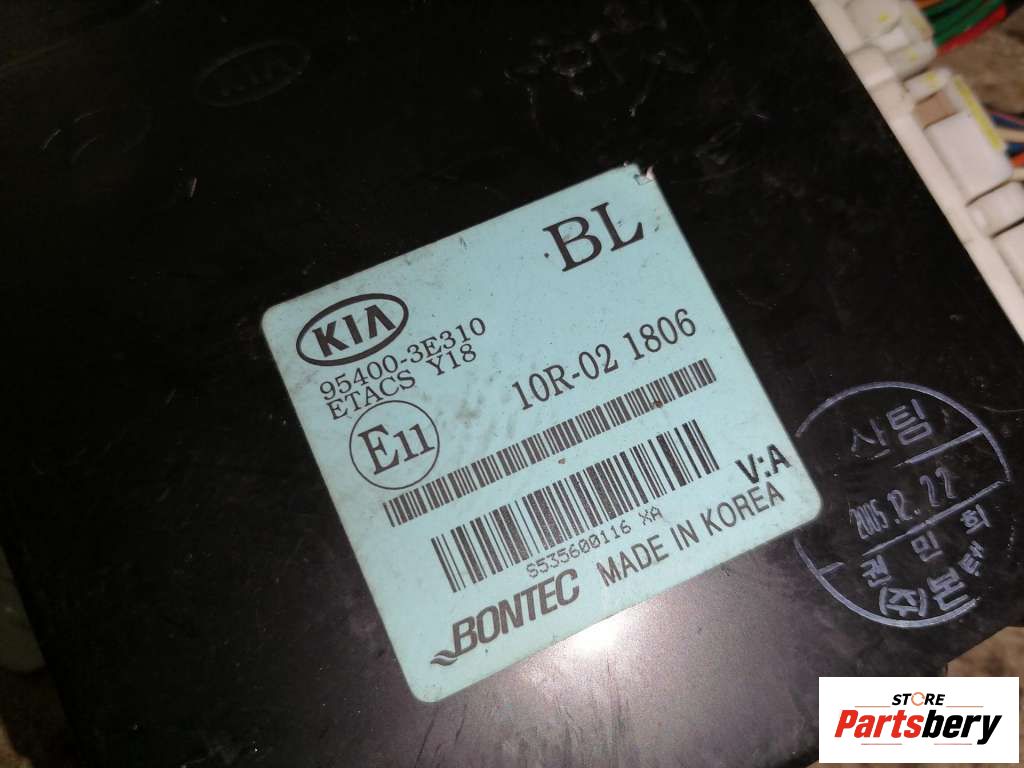 KIA
BL
KIA
95400-3E310
ETACS Y18
E11
10R-02 1806
S535600116 XA
V:A
BONTEC MADE IN KOREA
산팀
2005.12.22
권 민 희
(주)본텍
STORE
Partsbery